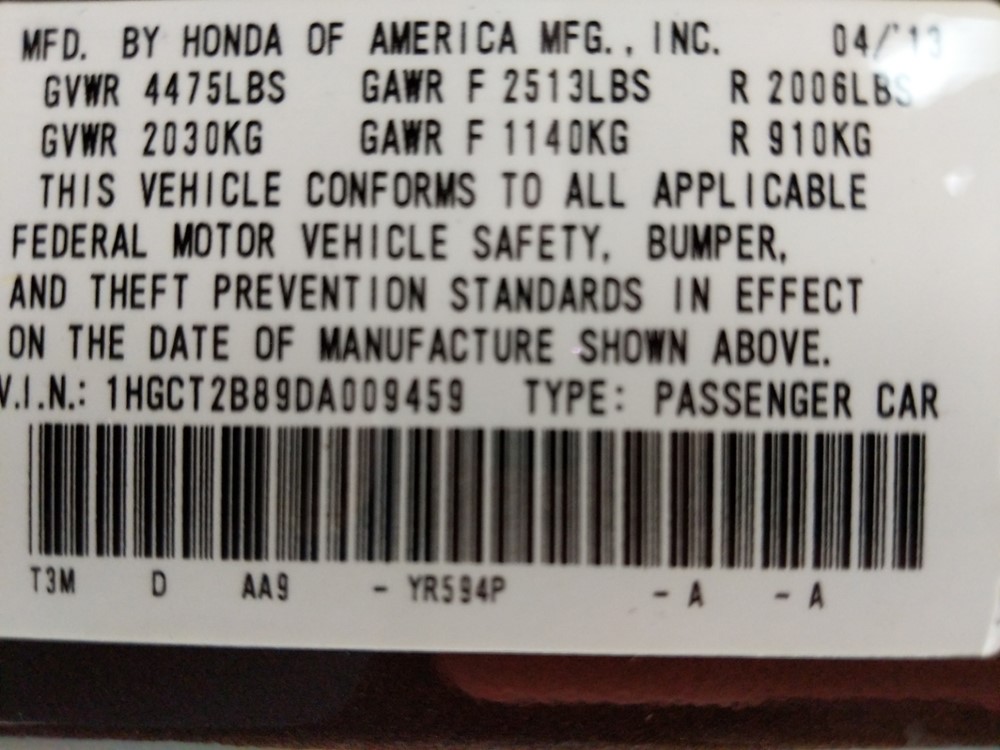 MFD. BY HONDA OF AMERICA MFG., INC. 04/'13
GVWR 4475LBS GAWR F 2513LBS R 2006LBS
GVWR 2030KG GAWR F 1140KG R 910KG
THIS VEHICLE CONFORMS TO ALL APPLICABLE
FEDERAL MOTOR VEHICLE SAFETY, BUMPER,
AND THEFT PREVENTION STANDARDS IN EFFECT
ON THE DATE OF MANUFACTURE SHOWN ABOVE.
V.I.N.: 1HGCT2B89DA009459 TYPE: PASSENGER CAR
T3M D AA9 - YR594P - A - A